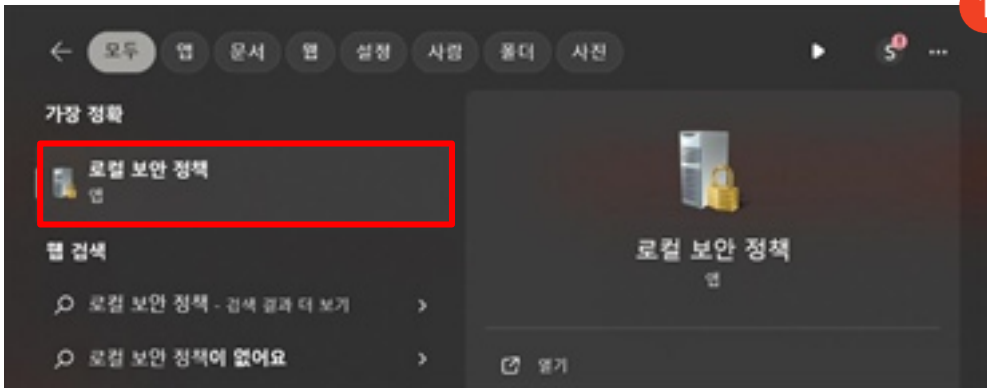 모두 앱 문서 웹 설정 사람 폴더 사진 S ...
가장 정확
로컬 보안 정책
앱
웹 검색
로컬 보안 정책 - 검색 결과 더 보기
로컬 보안 정책이 없어요
로컬 보안 정책
앱
열기